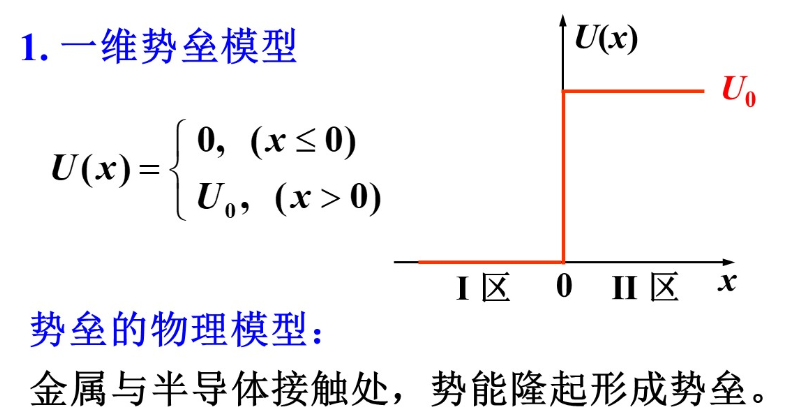 1. 一维势垒模型
U(x)
U₀
U(x) = { 0, (x ≤ 0)
U₀, (x > 0)
I 区 0 II 区 x
势垒的物理模型：
金属与半导体接触处，势能隆起形成势垒。